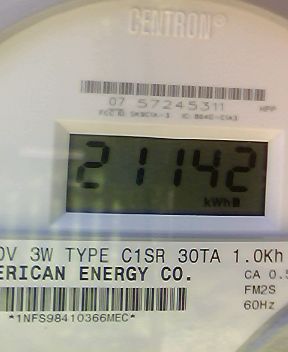 CENTRON®
07 57245311
21142
kWh
0V 3W TYPE C1SR 30TA 1.0Kh
ERICAN ENERGY CO.
CA 0.5
FM2S
60Hz
*1NFS98410366MEC*